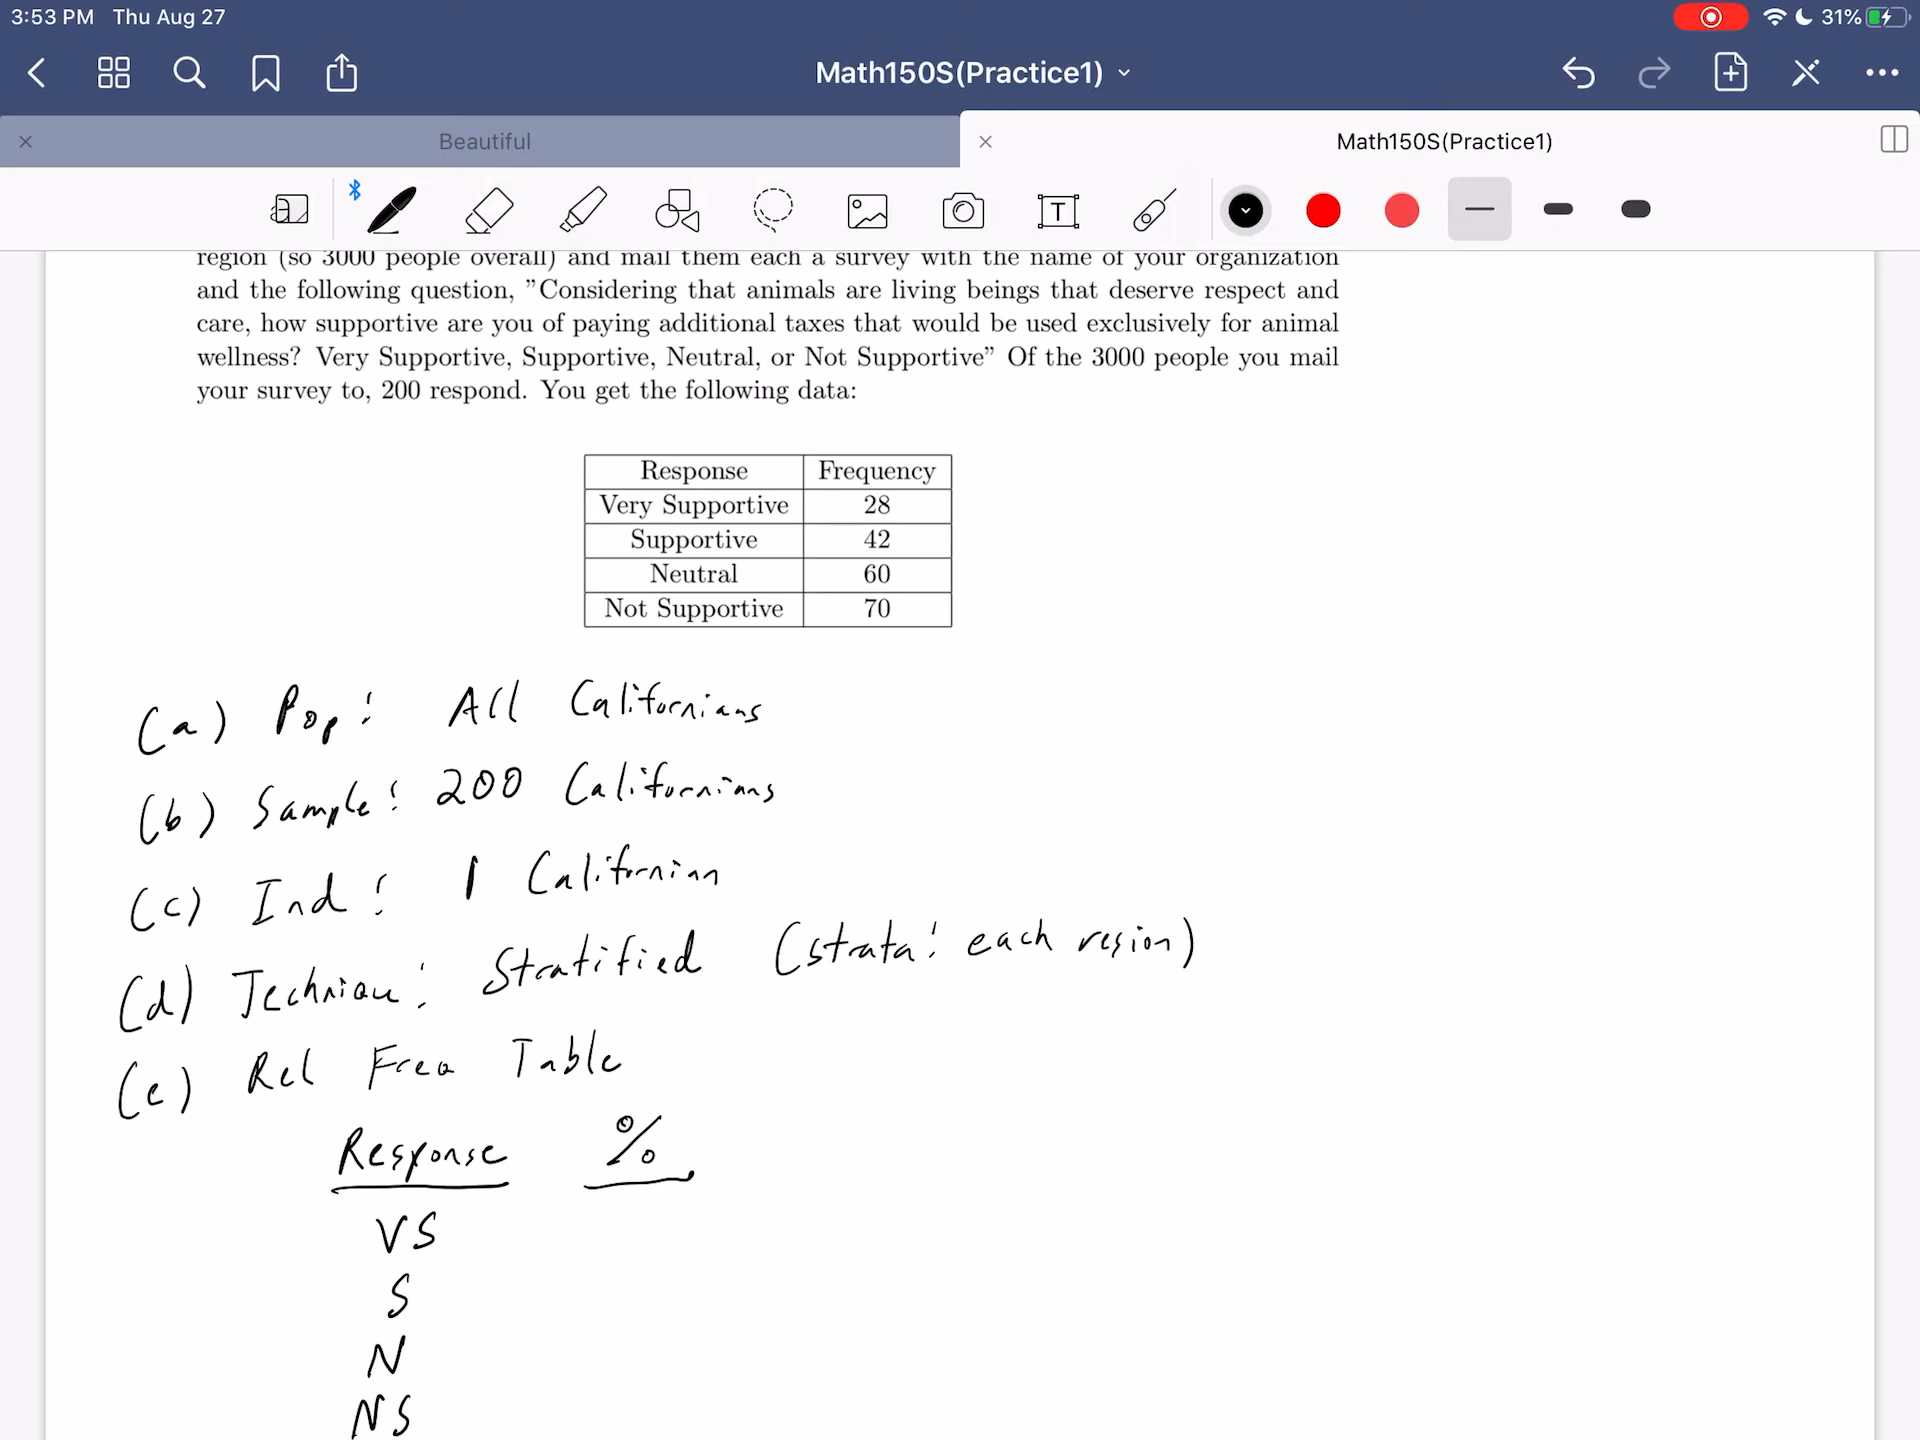 3:53 PM Thu Aug 27
31%
Math150S(Practice1)
Beautiful
Math150S(Practice1)
a
T
region (so 3000 people overall) and mail them each a survey with the name of your organization
and the following question, ”Considering that animals are living beings that deserve respect and
care, how supportive are you of paying additional taxes that would be used exclusively for animal
wellness? Very Supportive, Supportive, Neutral, or Not Supportive” Of the 3000 people you mail
your survey to, 200 respond. You get the following data:
Response Frequency
Very Supportive 28
Supportive 42
Neutral 60
Not Supportive 70
(a) Pop: All Californians
(b) Sample: 200 Californians
(c) Ind: 1 Californian
(d) Technique: Stratified (strata: each region)
(e) Rel Freq Table
Response %
VS
S
N
NS